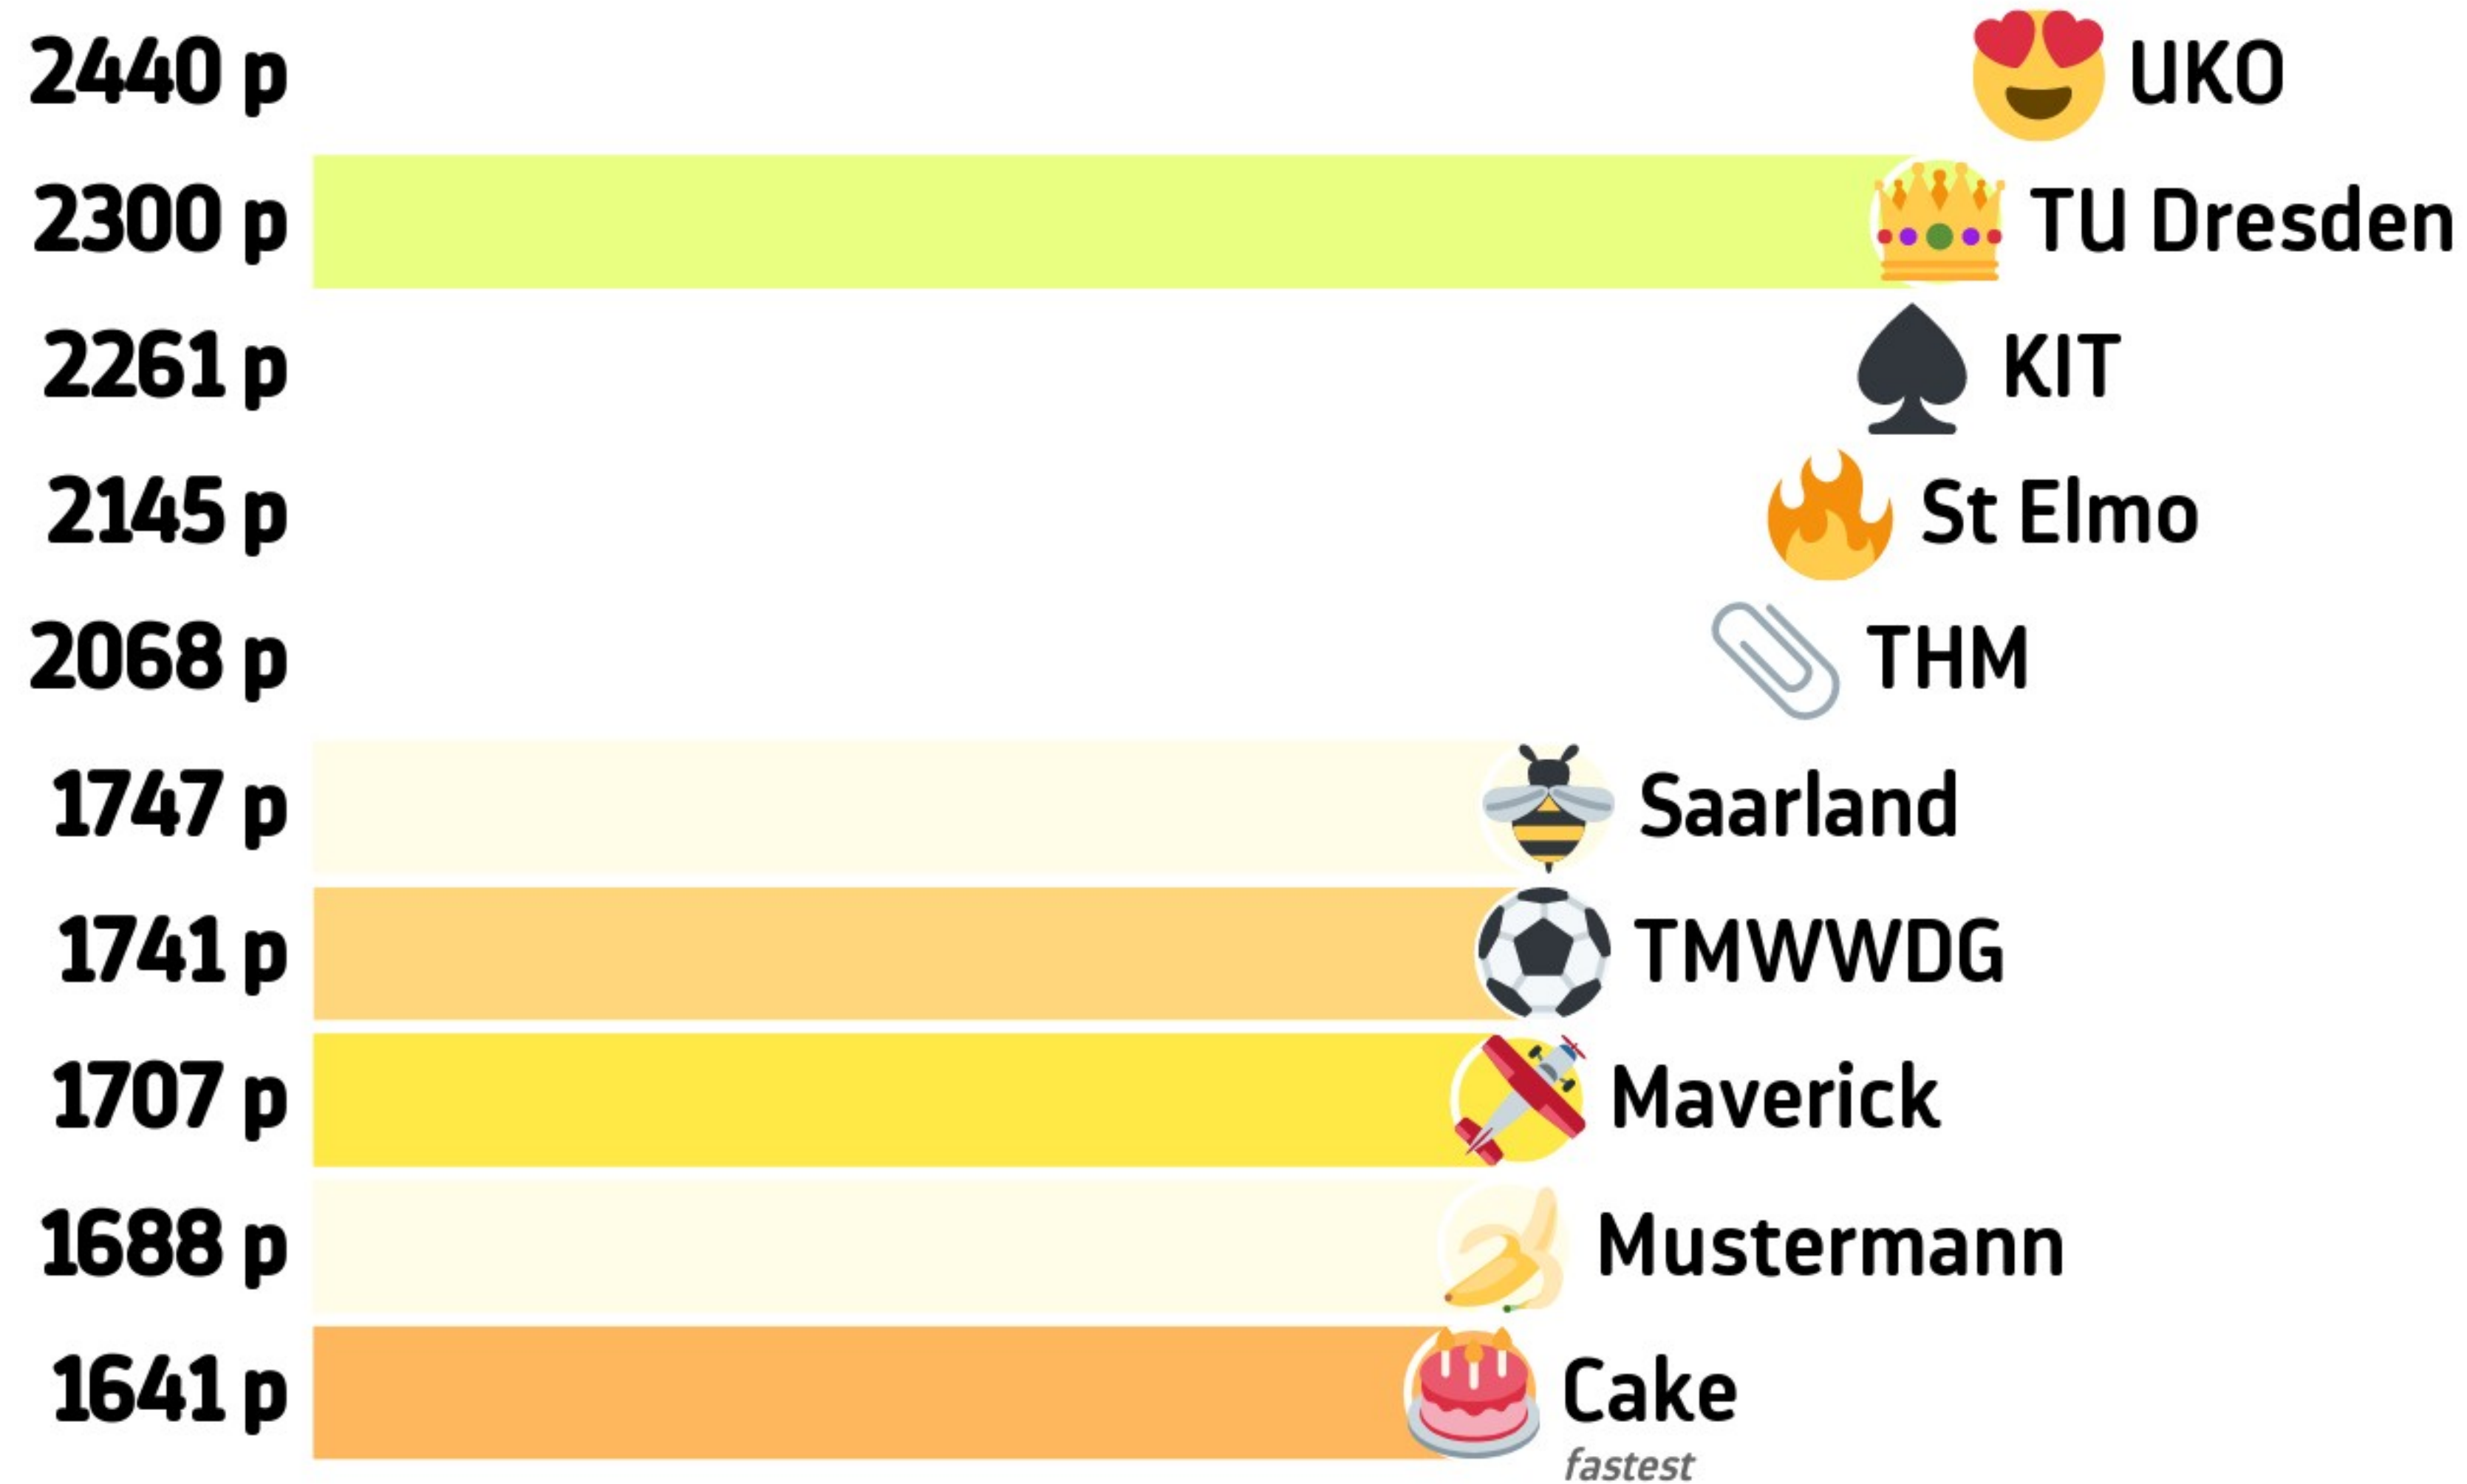 2440 p UKO
2300 p TU Dresden
2261 p KIT
2145 p St Elmo
2068 p THM
1747 p Saarland
1741 p TMWWDG
1707 p Maverick
1688 p Mustermann
1641 p Cake
fastest